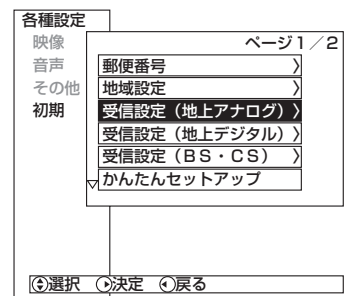 各種設定
映像
音声
その他
初期
ページ1／2
郵便番号 〉
地域設定 〉
受信設定（地上アナログ）〉
受信設定（地上デジタル）〉
受信設定（ＢＳ・ＣＳ） 〉
かんたんセットアップ
選択 決定 戻る